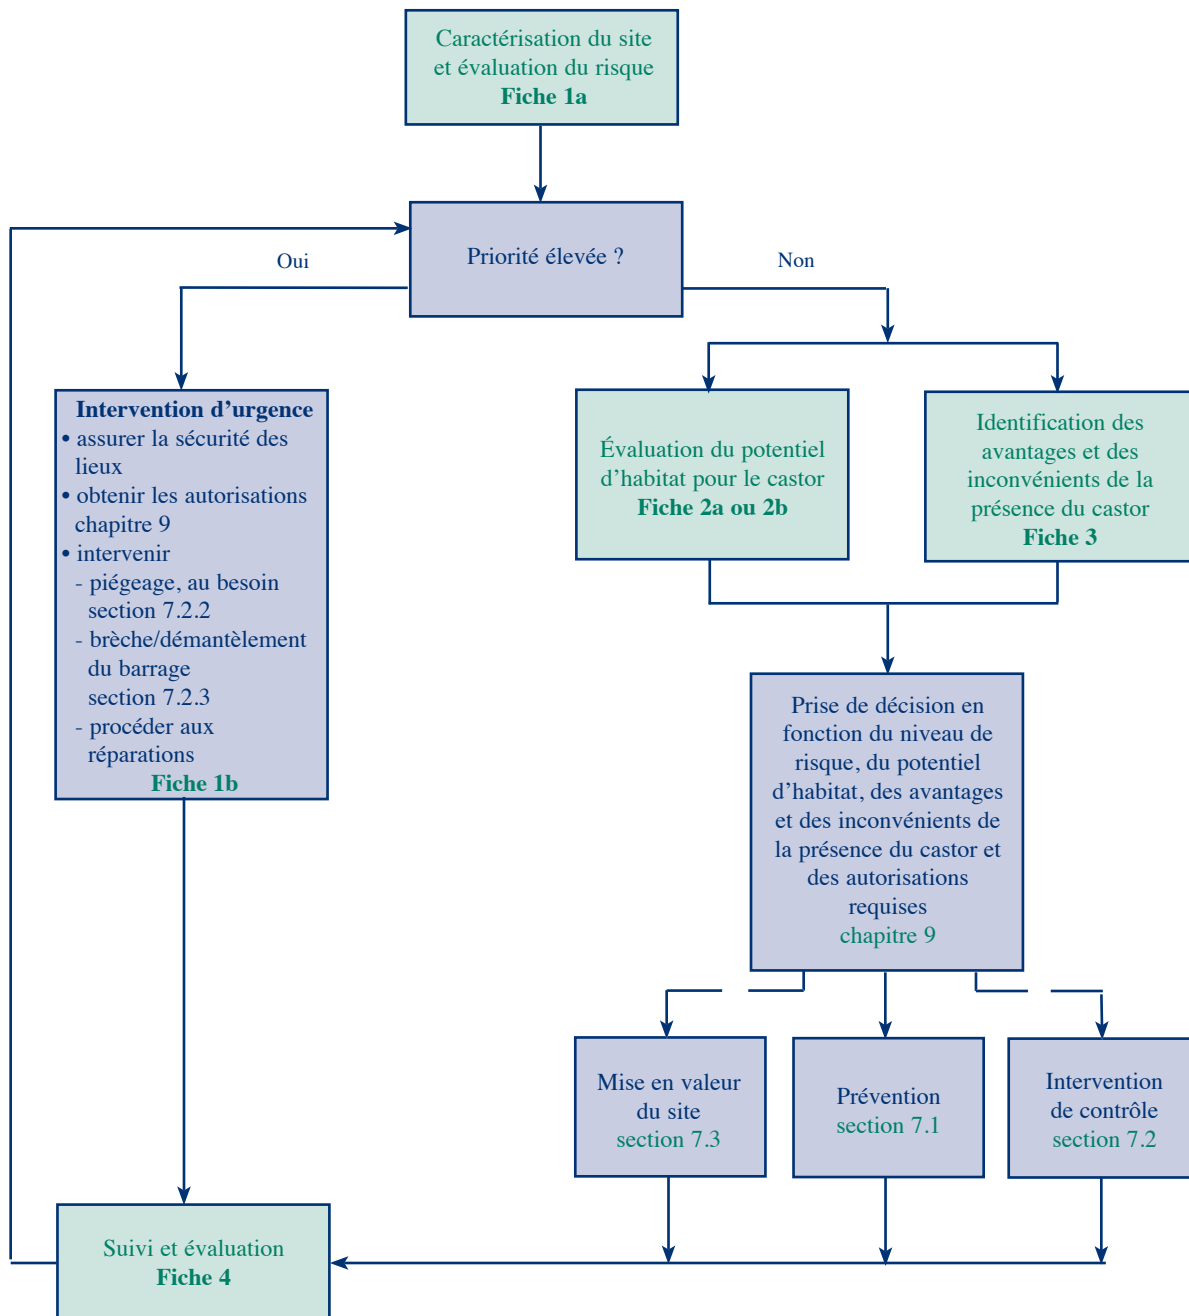 Caractérisation du site
et évaluation du risque
Fiche 1a
Priorité élevée ?
Oui
Non
Intervention d’urgence
• assurer la sécurité des
lieux
• obtenir les autorisations
chapitre 9
• intervenir
- piégeage, au besoin
section 7.2.2
- brèche/démantèlement
du barrage
section 7.2.3
- procéder aux
réparations
Fiche 1b
Évaluation du potentiel
d’habitat pour le castor
Fiche 2a ou 2b
Identification des
avantages et des
inconvénients de la
présence du castor
Fiche 3
Prise de décision en
fonction du niveau de
risque, du potentiel
d’habitat, des avantages
et des inconvénients de
la présence du castor et
des autorisations
requises
chapitre 9
Mise en valeur
du site
section 7.3
Prévention
section 7.1
Intervention
de contrôle
section 7.2
Suivi et évaluation
Fiche 4